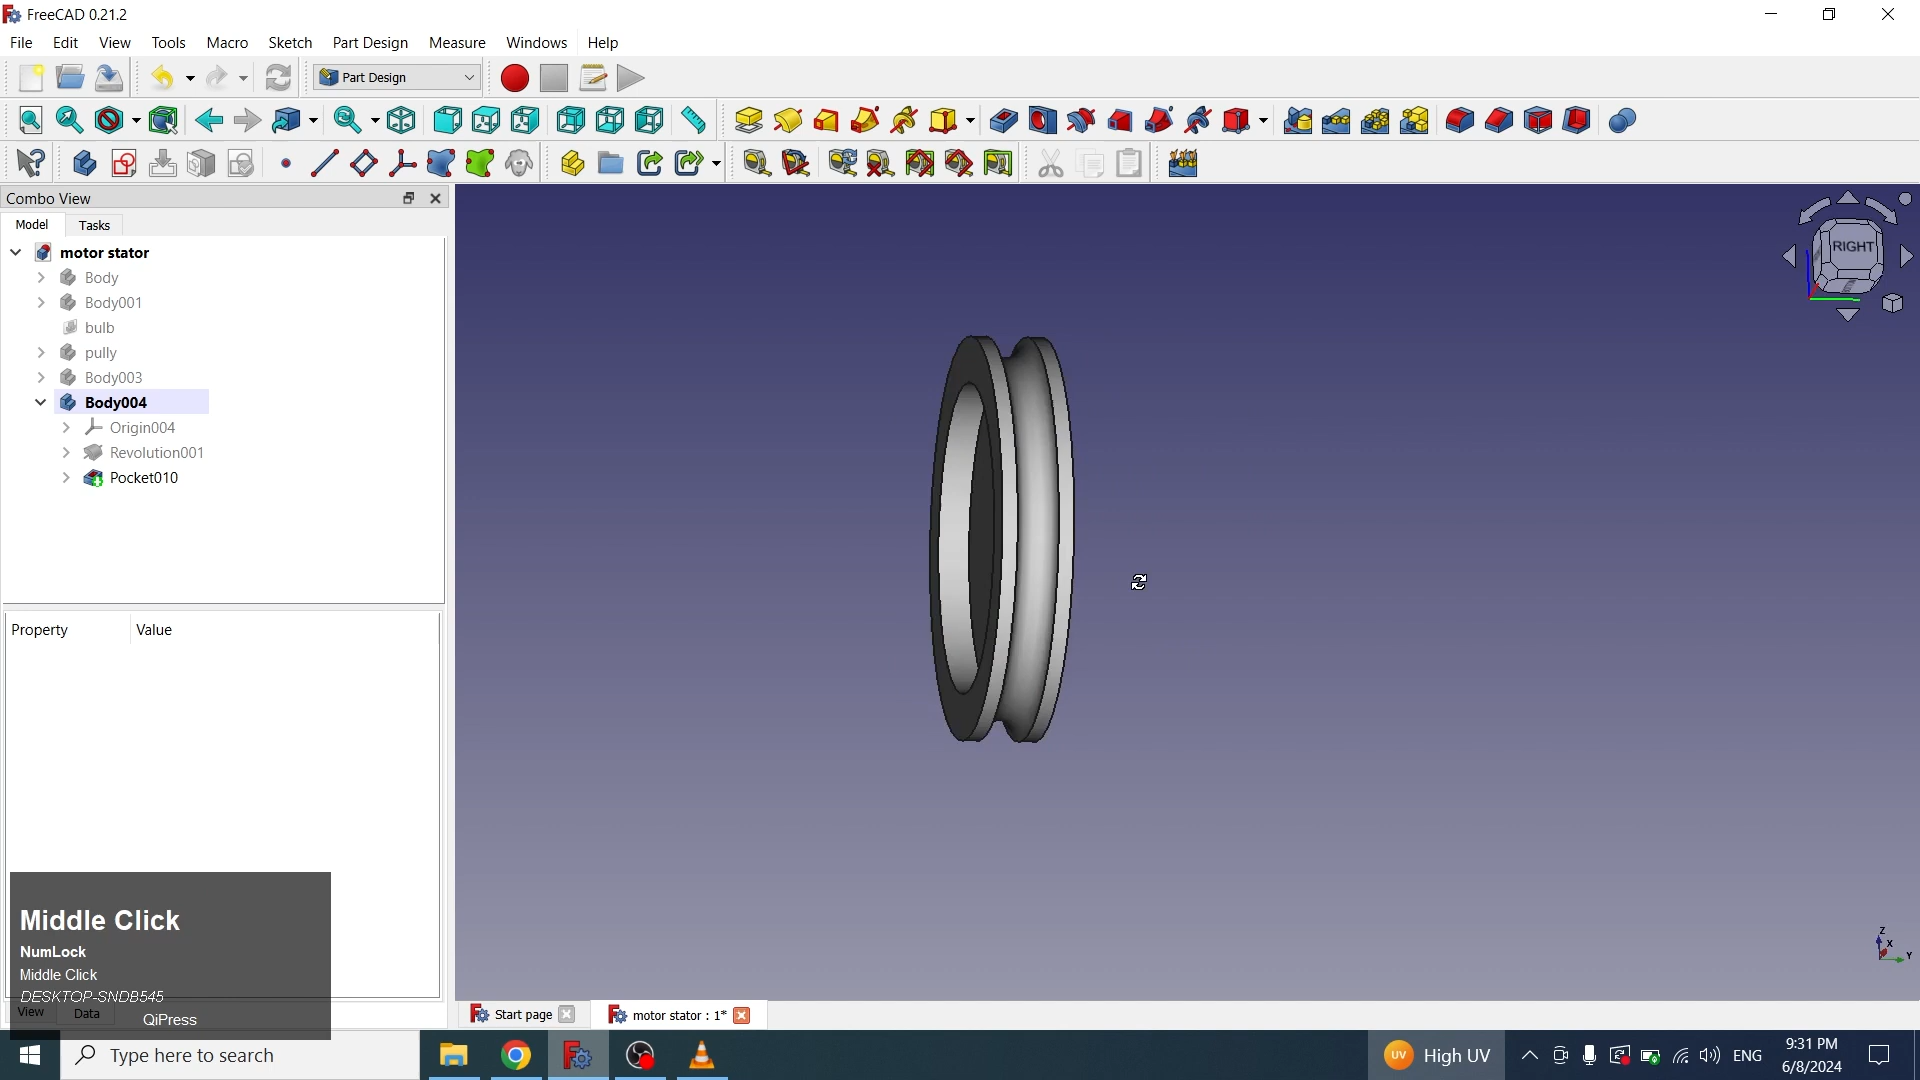 FreeCAD 0.21.2
File Edit View Tools Macro Sketch Part Design Measure Windows Help
Part Design
Combo View
Model Tasks
motor stator
Body
Body001
bulb
pully
Body003
Body004
Origin004
Revolution001
Pocket010
RIGHT
Property Value
Middle Click
NumLock
Middle Click
DESKTOP-SNDB545
QiPress
View Data
Z
X
Y
Start page
motor stator : 1*
Type here to search
UV High UV
ENG
9:31 PM
6/8/2024